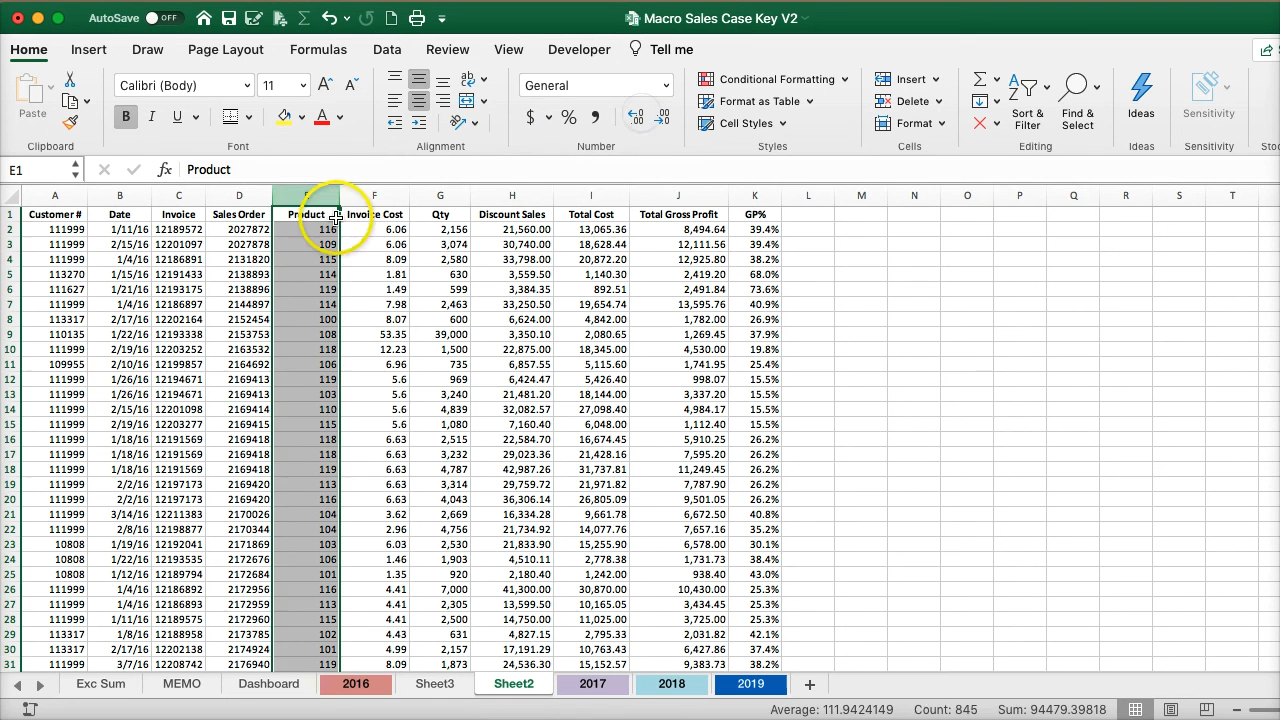 AutoSave OFF Macro Sales Case Key V2
Home Insert Draw Page Layout Formulas Data Review View Developer Tell me
Paste Calibri (Body) 11 General Conditional Formatting Format as Table Cell Styles Insert Delete Format Sort & Filter Find & Select Ideas Sensitivity
Clipboard Font Alignment Number Styles Cells Editing Ideas Sensitivity
E1 fx Product
A B C D F G H I J K L M N O P Q R S T
1 Customer # Date Invoice Sales Order Product Invoice Cost Qty Discount Sales Total Cost Total Gross Profit GP%
2 111999 1/11/16 12189572 2027872 116 6.06 2,156 21,560.00 13,065.36 8,494.64 39.4%
3 111999 2/15/16 12201097 2027878 109 6.06 3,074 30,740.00 18,628.44 12,111.56 39.4%
4 111999 1/4/16 12186891 2131820 115 8.09 2,580 33,798.00 20,872.20 12,925.80 38.2%
5 113270 1/15/16 12191433 2138893 114 1.81 630 3,559.50 1,140.30 2,419.20 68.0%
6 111627 1/21/16 12193175 2138896 119 1.49 599 3,384.35 892.51 2,491.84 73.6%
7 111999 1/4/16 12186897 2144897 114 7.98 2,463 33,250.50 19,654.74 13,595.76 40.9%
8 113317 2/17/16 12202164 2152454 100 8.07 600 6,624.00 4,842.00 1,782.00 26.9%
9 110135 1/22/16 12193338 2153753 108 53.35 39,000 3,350.10 2,080.65 1,269.45 37.9%
10 111999 2/19/16 12203252 2163532 118 12.23 1,500 22,875.00 18,345.00 4,530.00 19.8%
11 109955 2/10/16 12199857 2164692 106 6.96 735 6,857.55 5,115.60 1,741.95 25.4%
12 111999 1/26/16 12194671 2169413 119 5.6 969 6,424.47 5,426.40 998.07 15.5%
13 111999 1/26/16 12194671 2169413 103 5.6 3,240 21,481.20 18,144.00 3,337.20 15.5%
14 111999 2/15/16 12201098 2169414 110 5.6 4,839 32,082.57 27,098.40 4,984.17 15.5%
15 111999 2/19/16 12203277 2169415 115 5.6 1,080 7,160.40 6,048.00 1,112.40 15.5%
16 111999 1/18/16 12191569 2169418 118 6.63 2,515 22,584.70 16,674.45 5,910.25 26.2%
17 111999 1/18/16 12191569 2169418 118 6.63 3,232 29,023.36 21,428.16 7,595.20 26.2%
18 111999 1/18/16 12191569 2169418 119 6.63 4,787 42,987.26 31,737.81 11,249.45 26.2%
19 111999 2/2/16 12197173 2169420 113 6.63 3,314 29,759.72 21,971.82 7,787.90 26.2%
20 111999 2/2/16 12197173 2169420 116 6.63 4,043 36,306.14 26,805.09 9,501.05 26.2%
21 111999 3/14/16 12211383 2170026 104 3.62 2,669 16,334.28 9,661.78 6,672.50 40.8%
22 111999 2/8/16 12198877 2170344 104 2.96 4,756 21,734.92 14,077.76 7,657.16 35.2%
23 10808 1/19/16 12192041 2171869 103 6.03 2,530 21,833.90 15,255.90 6,578.00 30.1%
24 10808 1/22/16 12193535 2172676 106 1.46 1,903 4,510.11 2,778.38 1,731.73 38.4%
25 10808 1/12/16 12189794 2172684 101 1.35 920 2,180.40 1,242.00 938.40 43.0%
26 111999 1/4/16 12186892 2172956 116 4.41 7,000 41,300.00 30,870.00 10,430.00 25.3%
27 111999 1/4/16 12186893 2172959 113 4.41 2,305 13,599.50 10,165.05 3,434.45 25.3%
28 111999 1/11/16 12189575 2172960 115 4.41 2,500 14,750.00 11,025.00 3,725.00 25.3%
29 113317 1/8/16 12188958 2173785 102 4.43 631 4,827.15 2,795.33 2,031.82 42.1%
30 113317 2/17/16 12202138 2174924 101 4.99 2,157 17,191.29 10,763.43 6,427.86 37.4%
31 111999 3/7/16 12208742 2176940 119 8.09 1,873 24,536.30 15,152.57 9,383.73 38.2%
Exc Sum MEMO Dashboard 2016 Sheet3 Sheet2 2017 2018 2019
Average: 111.9424149 Count: 845 Sum: 94479.39818